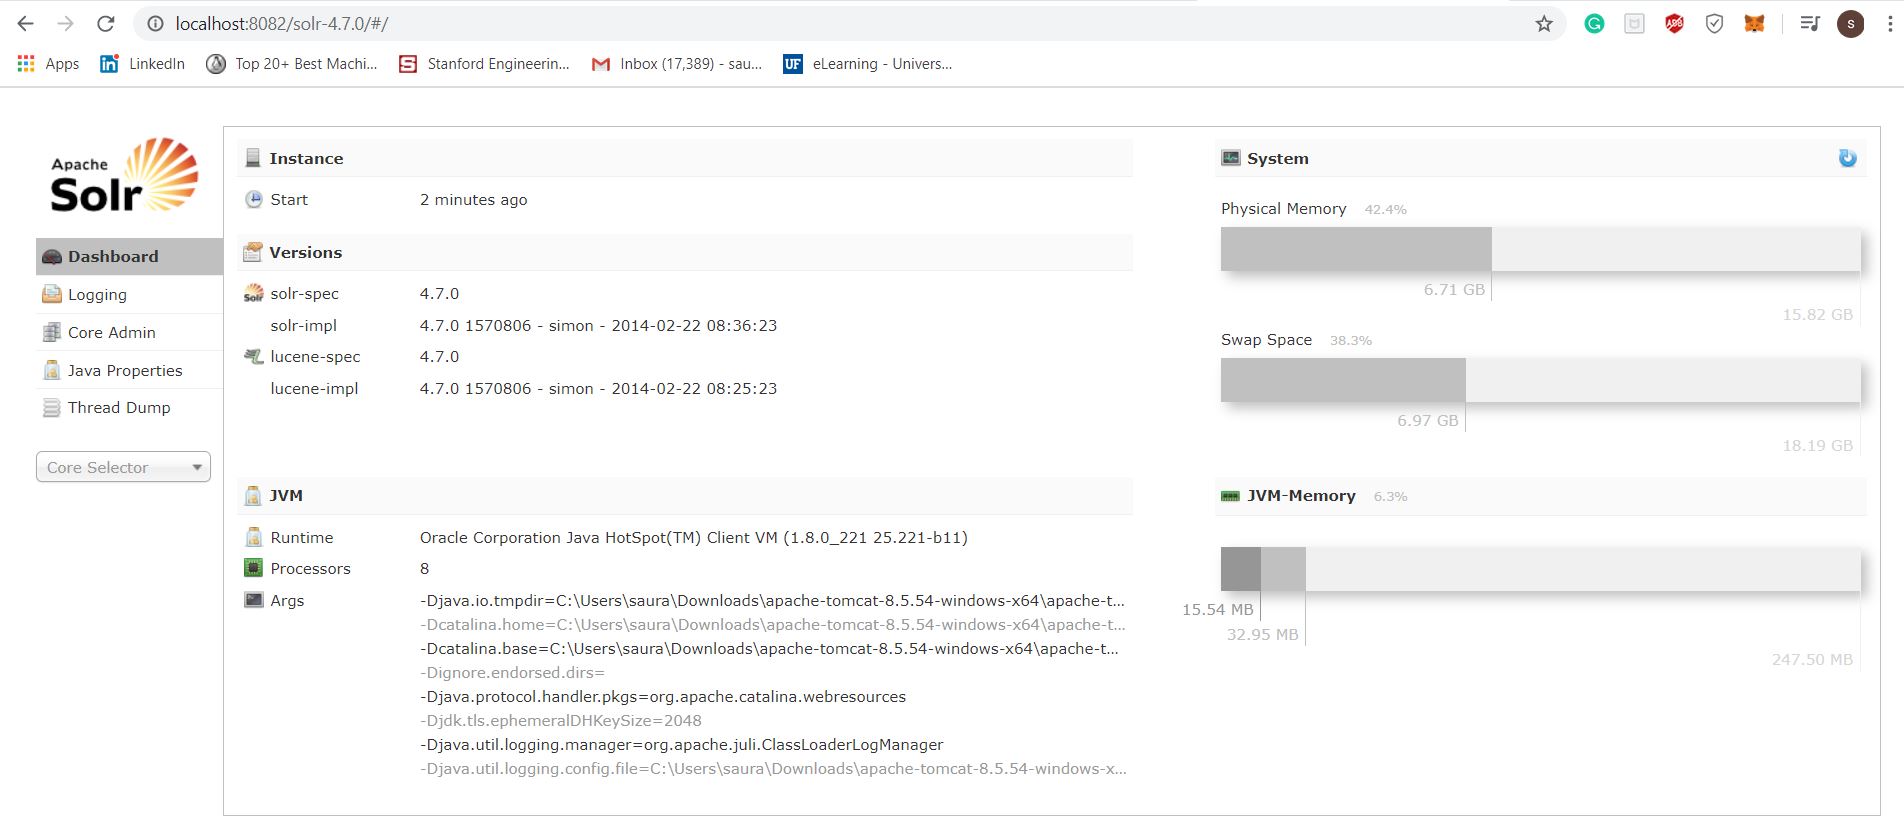 localhost:8082/solr-4.7.0/#/
S
Apps LinkedIn Top 20+ Best Machi... Stanford Engineerin... Inbox (17,389) - sau... UF eLearning - Univers...
Apache
Solr
Dashboard
Logging
Core Admin
Java Properties
Thread Dump
Core Selector
Instance
Start 2 minutes ago
Versions
solr-spec 4.7.0
solr-impl 4.7.0 1570806 - simon - 2014-02-22 08:36:23
lucene-spec 4.7.0
lucene-impl 4.7.0 1570806 - simon - 2014-02-22 08:25:23
JVM
Runtime Oracle Corporation Java HotSpot(TM) Client VM (1.8.0_221 25.221-b11)
Processors 8
Args -Djava.io.tmpdir=C:\Users\saura\Downloads\apache-tomcat-8.5.54-windows-x64\apache-t...
-Dcatalina.home=C:\Users\saura\Downloads\apache-tomcat-8.5.54-windows-x64\apache-t...
-Dcatalina.base=C:\Users\saura\Downloads\apache-tomcat-8.5.54-windows-x64\apache-t...
-Dignore.endorsed.dirs=
-Djava.protocol.handler.pkgs=org.apache.catalina.webresources
-Djdk.tls.ephemeralDHKeySize=2048
-Djava.util.logging.manager=org.apache.juli.ClassLoaderLogManager
-Djava.util.logging.config.file=C:\Users\saura\Downloads\apache-tomcat-8.5.54-windows-x...
System
Physical Memory 42.4%
6.71 GB
15.82 GB
Swap Space 38.3%
6.97 GB
18.19 GB
JVM-Memory 6.3%
15.54 MB
32.95 MB
247.50 MB